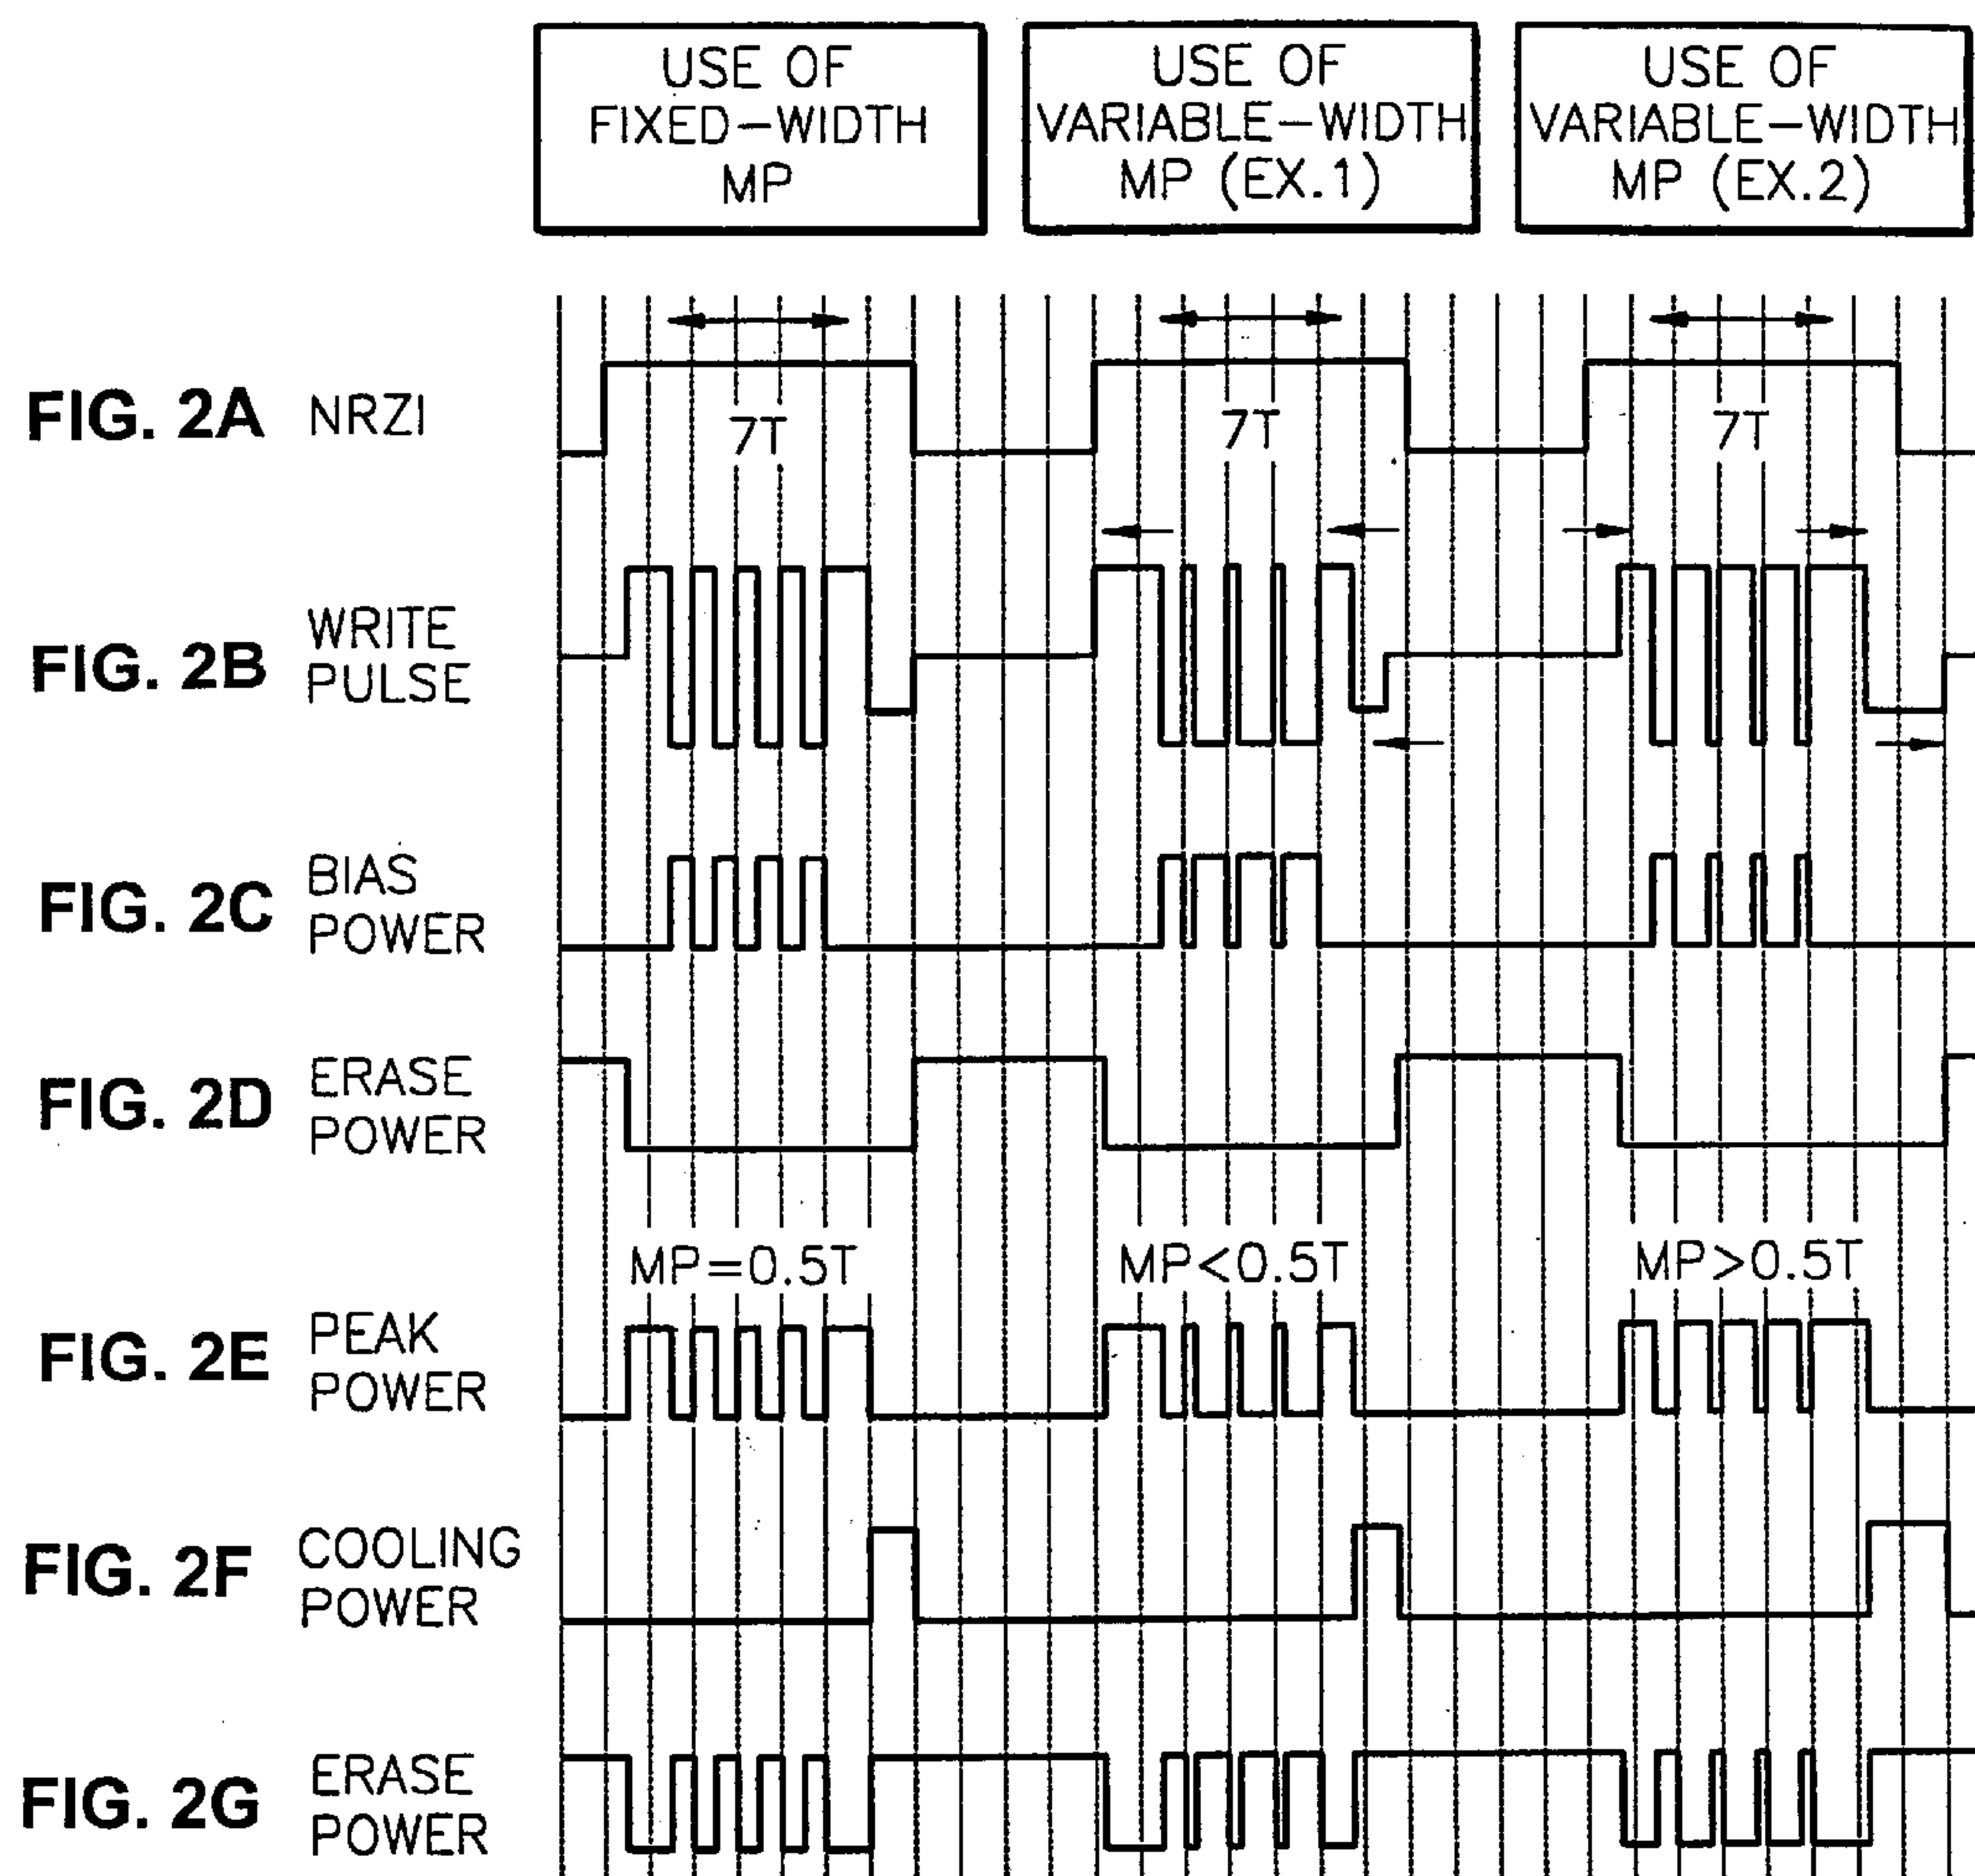 USE OF
FIXED-WIDTH
MP
USE OF
VARIABLE-WIDTH
MP (EX.1)
USE OF
VARIABLE-WIDTH
MP (EX.2)
FIG. 2A NRZI
7T
7T
7T
FIG. 2B WRITE
PULSE
FIG. 2C BIAS
POWER
FIG. 2D ERASE
POWER
MP=0.5T
MP<0.5T
MP>0.5T
FIG. 2E PEAK
POWER
FIG. 2F COOLING
POWER
FIG. 2G ERASE
POWER